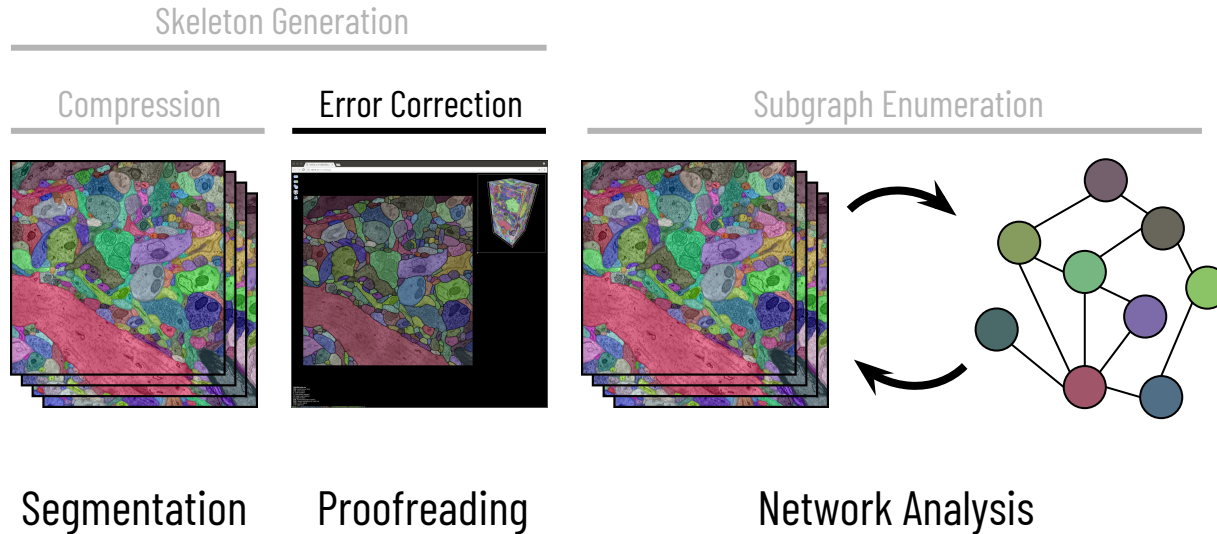 Skeleton Generation
Compression
Error Correction
Subgraph Enumeration
Segmentation
Proofreading
Network Analysis